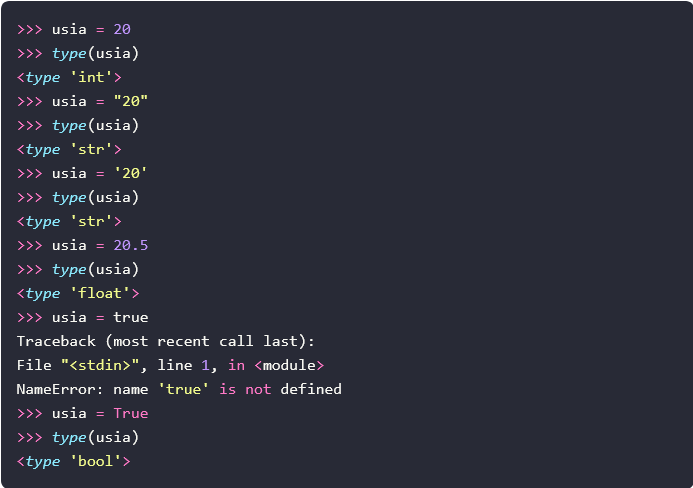 >>> usia = 20
>>> type(usia)
<type 'int'>
>>> usia = "20"
>>> type(usia)
<type 'str'>
>>> usia = '20'
>>> type(usia)
<type 'str'>
>>> usia = 20.5
>>> type(usia)
<type 'float'>
>>> usia = true
Traceback (most recent call last):
File "<stdin>", line 1, in <module>
NameError: name 'true' is not defined
>>> usia = True
>>> type(usia)
<type 'bool'>